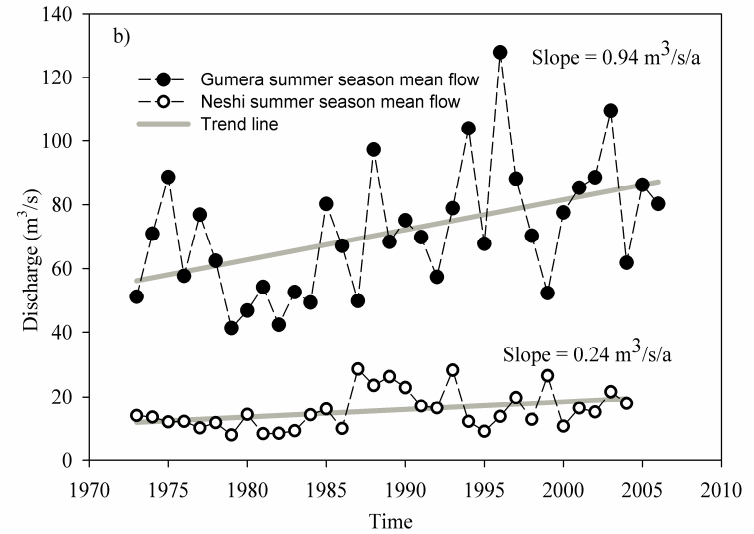 b)
Slope = 0.94 m³/s/a
Gumera summer season mean flow
Neshi summer season mean flow
Trend line
Slope = 0.24 m³/s/a
Discharge (m³/s)
140
120
100
80
60
40
20
0
1970 1975 1980 1985 1990 1995 2000 2005 2010
Time